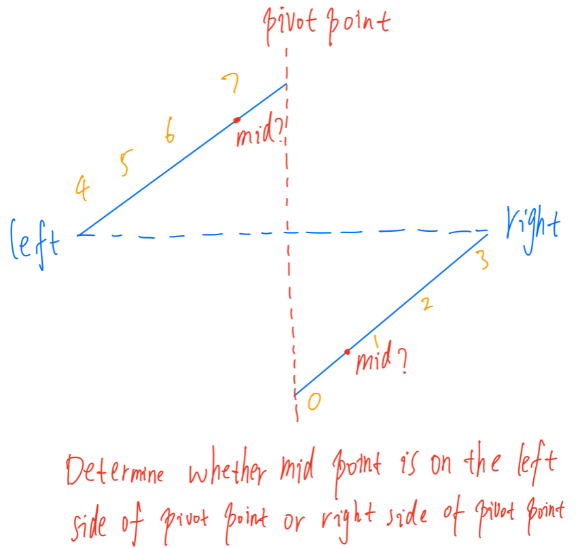 pivot point
7
mid?
6
5
4
left
right
3
2
1
mid?
0
Determine whether mid point is on the left
side of pivot point or right side of pivot point